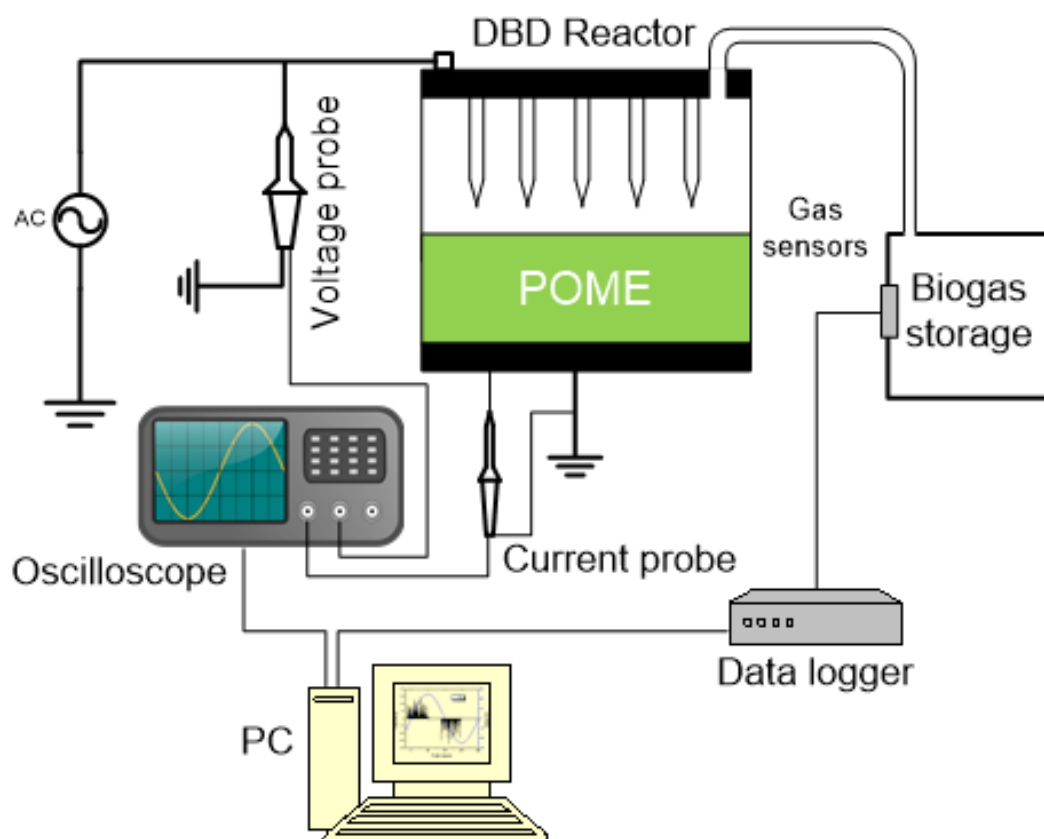 DBD Reactor
Voltage probe
AC
Gas
sensors
POME
Biogas
storage
Oscilloscope
Current probe
Data logger
PC